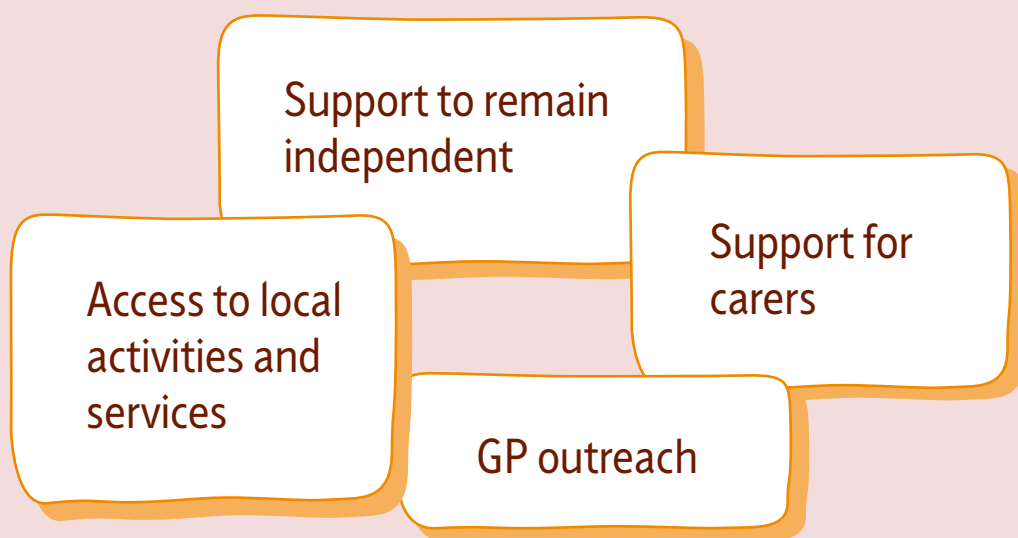 Support to remain
independent
Support for
carers
Access to local
activities and
services
GP outreach